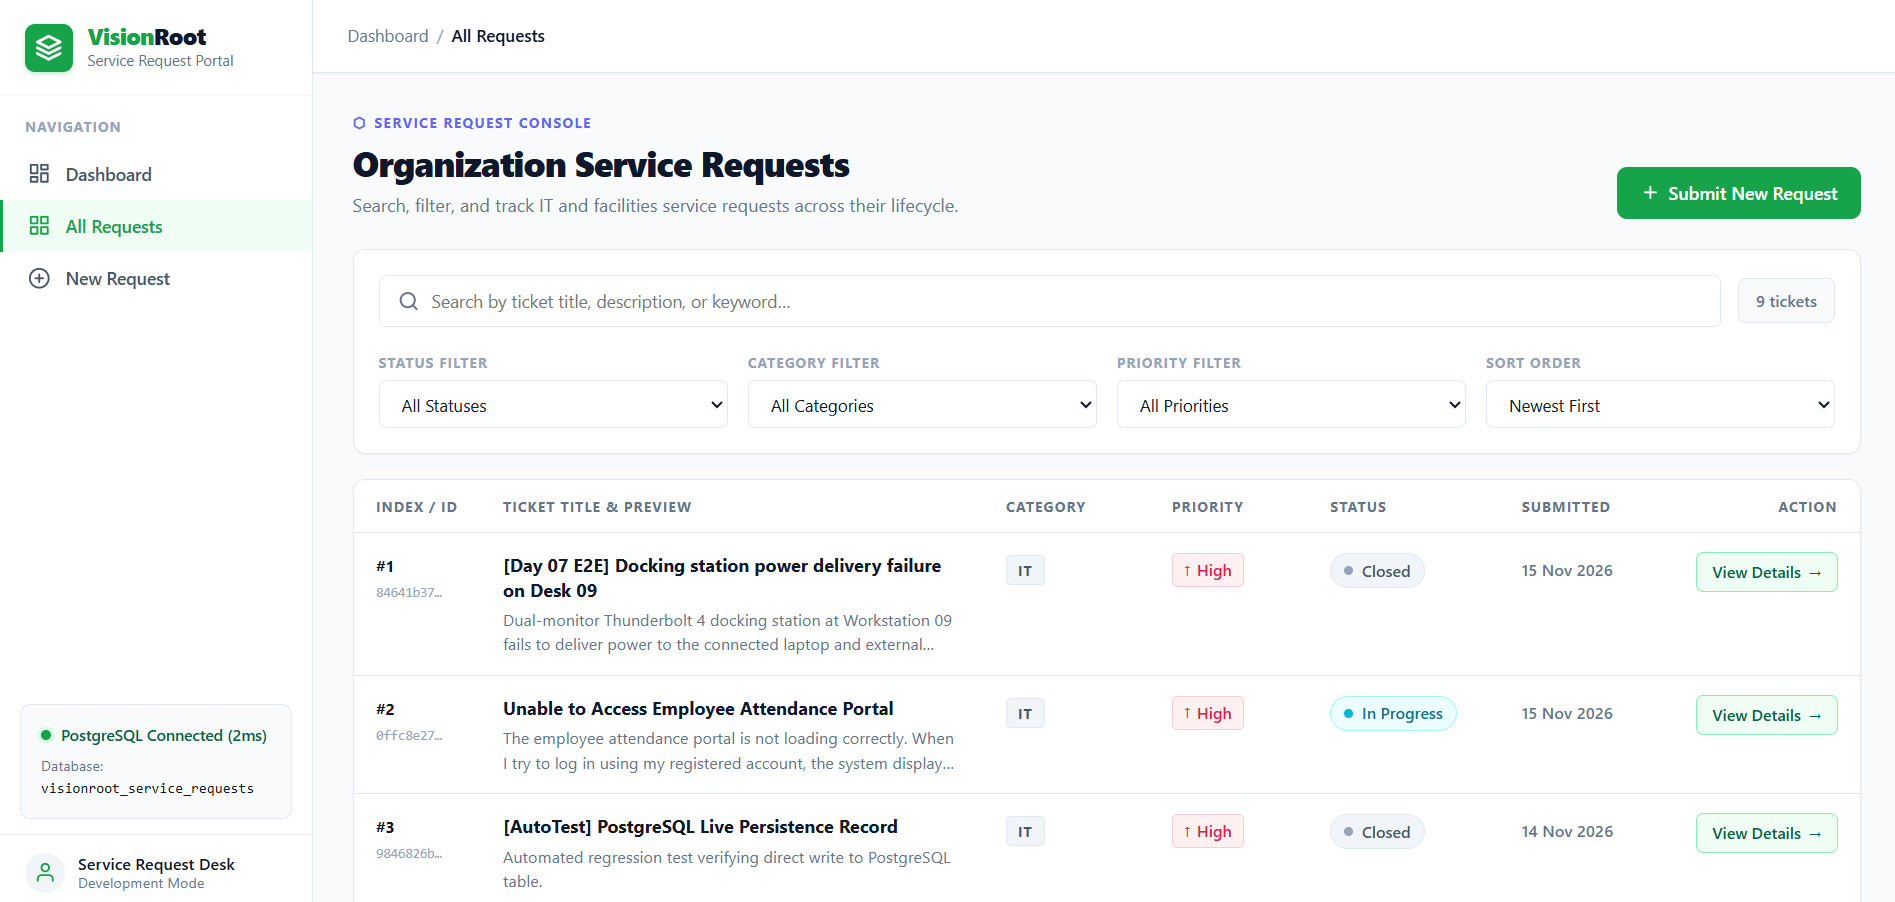 VisionRoot
Service Request Portal
NAVIGATION
Dashboard
All Requests
New Request
PostgreSQL Connected (2ms)
Database:
visionroot_service_requests
Service Request Desk
Development Mode
Dashboard / All Requests
SERVICE REQUEST CONSOLE
Organization Service Requests
Search, filter, and track IT and facilities service requests across their lifecycle.
+ Submit New Request
Search by ticket title, description, or keyword...
9 tickets
STATUS FILTER
All Statuses
CATEGORY FILTER
All Categories
PRIORITY FILTER
All Priorities
SORT ORDER
Newest First
INDEX / ID TICKET TITLE & PREVIEW CATEGORY PRIORITY STATUS SUBMITTED ACTION
#1
84641b37…
[Day 07 E2E] Docking station power delivery failure
on Desk 09
Dual-monitor Thunderbolt 4 docking station at Workstation 09
fails to deliver power to the connected laptop and external...
IT
↑ High
Closed
15 Nov 2026
View Details →
#2
0ffc8e27…
Unable to Access Employee Attendance Portal
The employee attendance portal is not loading correctly. When
I try to log in using my registered account, the system display...
IT
↑ High
In Progress
15 Nov 2026
View Details →
#3
9846826b…
[AutoTest] PostgreSQL Live Persistence Record
Automated regression test verifying direct write to PostgreSQL
table.
IT
↑ High
Closed
14 Nov 2026
View Details →